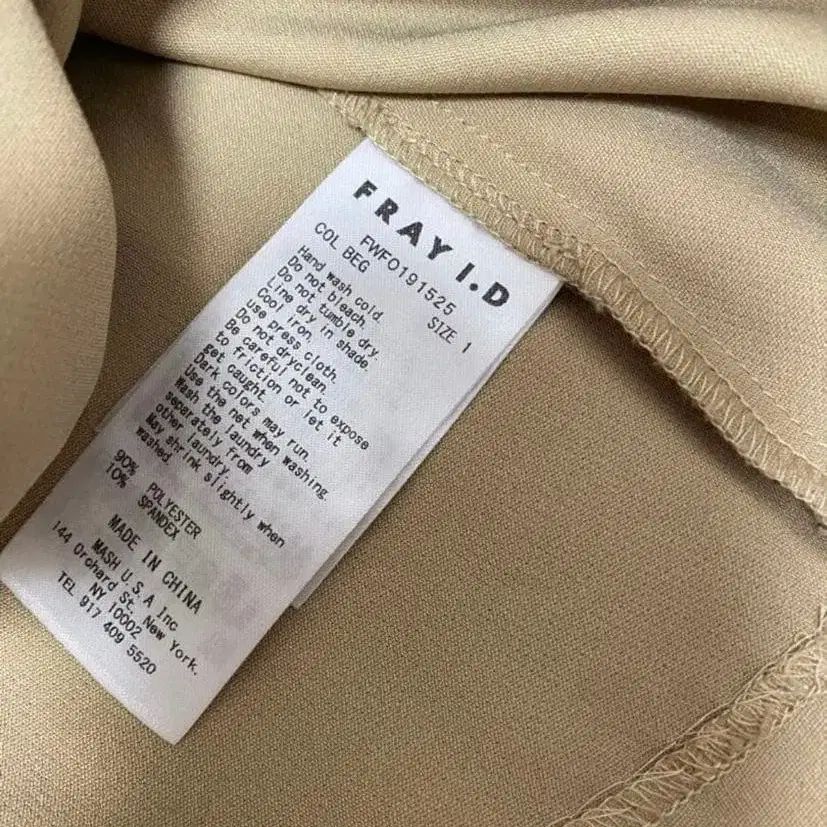 FRAY I.D
FWFO191525
COL BEG SIZE 1
Hand wash cold.
Do not bleach.
Do not tumble dry.
Line dry in shade.
Cool iron.
use press cloth.
Do not dryclean.
Be careful not to expose
to friction or let it
get caught.
Dark colors may run.
Use the net when washing.
Wash the laundry
separately from
other laundry.
May shrink slightly when
washed.
90% POLYESTER
10% SPANDEX
MADE IN CHINA
MASH U.S.A Inc
144 Orchard St. New York.
NY 10002
TEL 917 409 5520